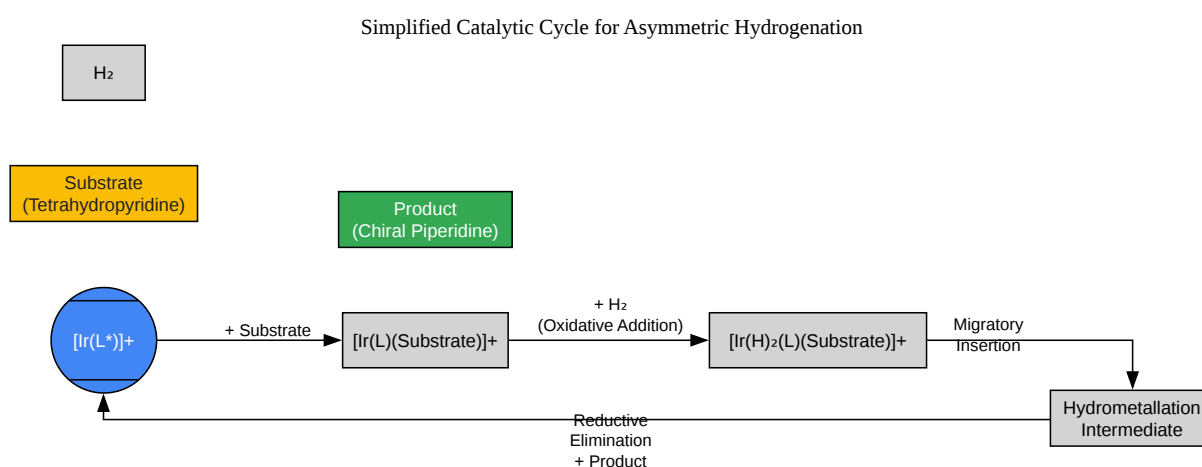 Simplified Catalytic Cycle for Asymmetric Hydrogenation
H₂
Substrate
(Tetrahydropyridine)
Product
(Chiral Piperidine)
[Ir(L*)]+
+ Substrate
[Ir(L)(Substrate)]+
+ H₂
(Oxidative Addition)
[Ir(H)₂(L)(Substrate)]+
Migratory
Insertion
Hydrometallation
Intermediate
Reductive
Elimination
+ Product